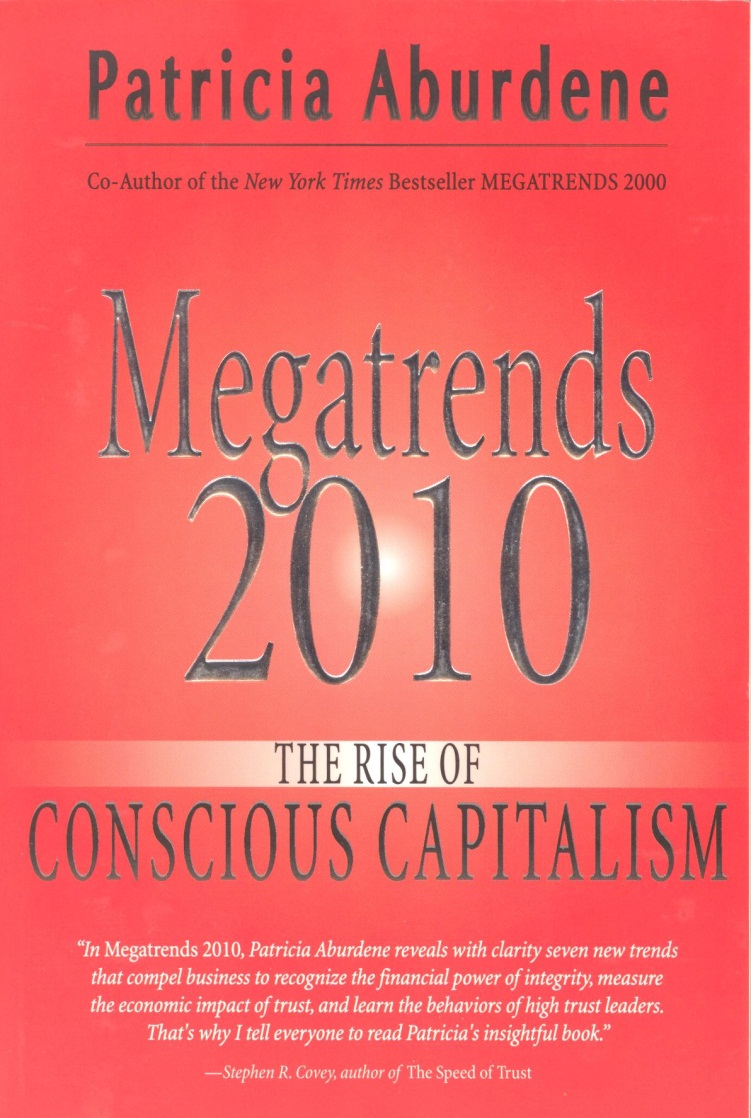 Patricia Aburdene
Co-Author of the New York Times Bestseller MEGATRENDS 2000
Megatrends
2010
THE RISE OF
CONSCIOUS CAPITALISM
“In Megatrends 2010, Patricia Aburdene reveals with clarity seven new trends
that compel business to recognize the financial power of integrity, measure
the economic impact of trust, and learn the behaviors of high trust leaders.
That's why I tell everyone to read Patricia's insightful book.”
—Stephen R. Covey, author of The Speed of Trust